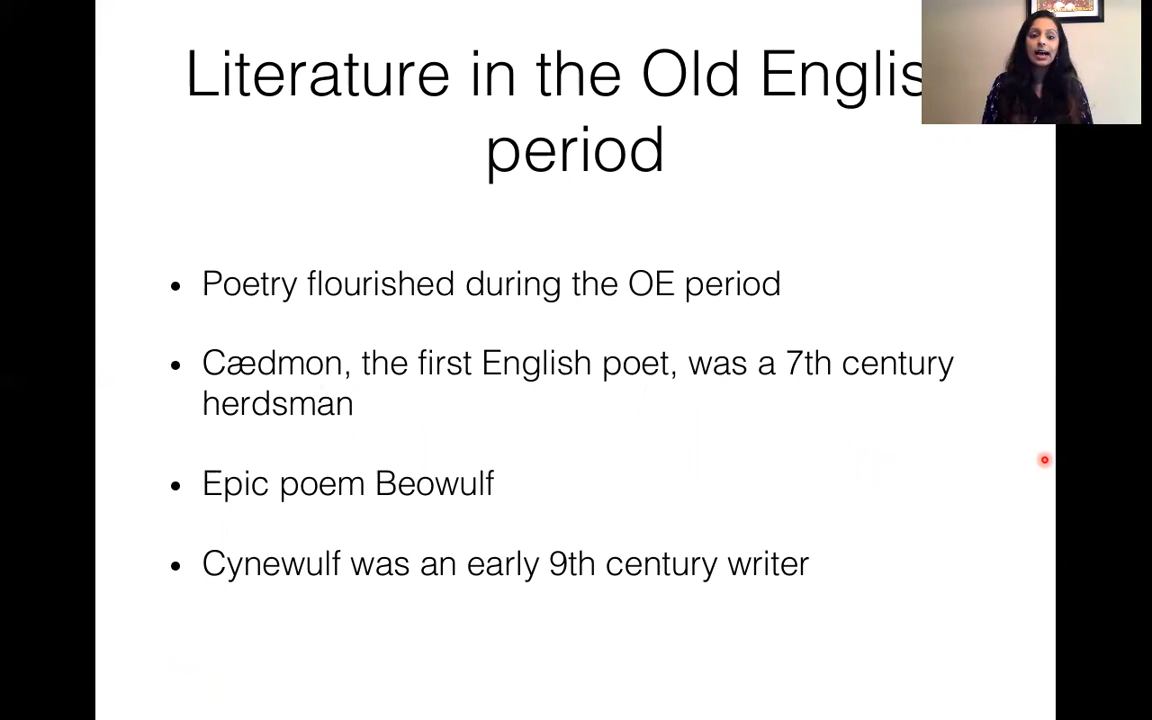 Literature in the Old Englis
period
• Poetry flourished during the OE period
• Cædmon, the first English poet, was a 7th century
herdsman
• Epic poem Beowulf
• Cynewulf was an early 9th century writer